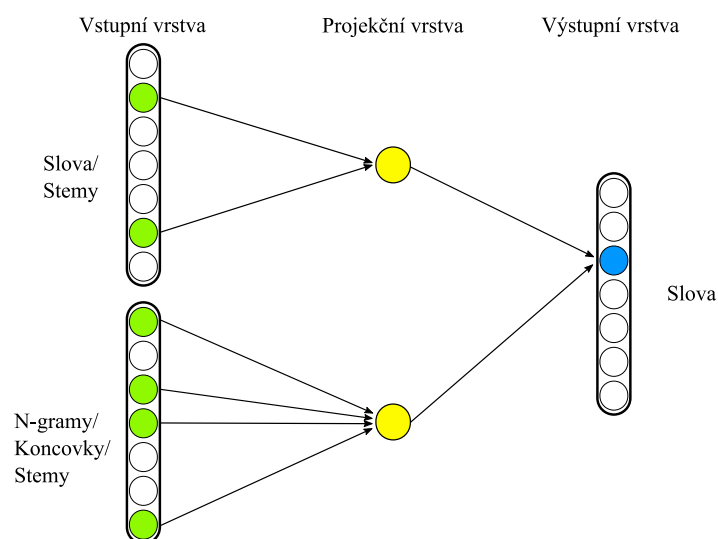 Vstupní vrstva
Projekční vrstva
Výstupní vrstva
Slova/
Stemy
Slova
N-gramy/
Koncovky/
Stemy